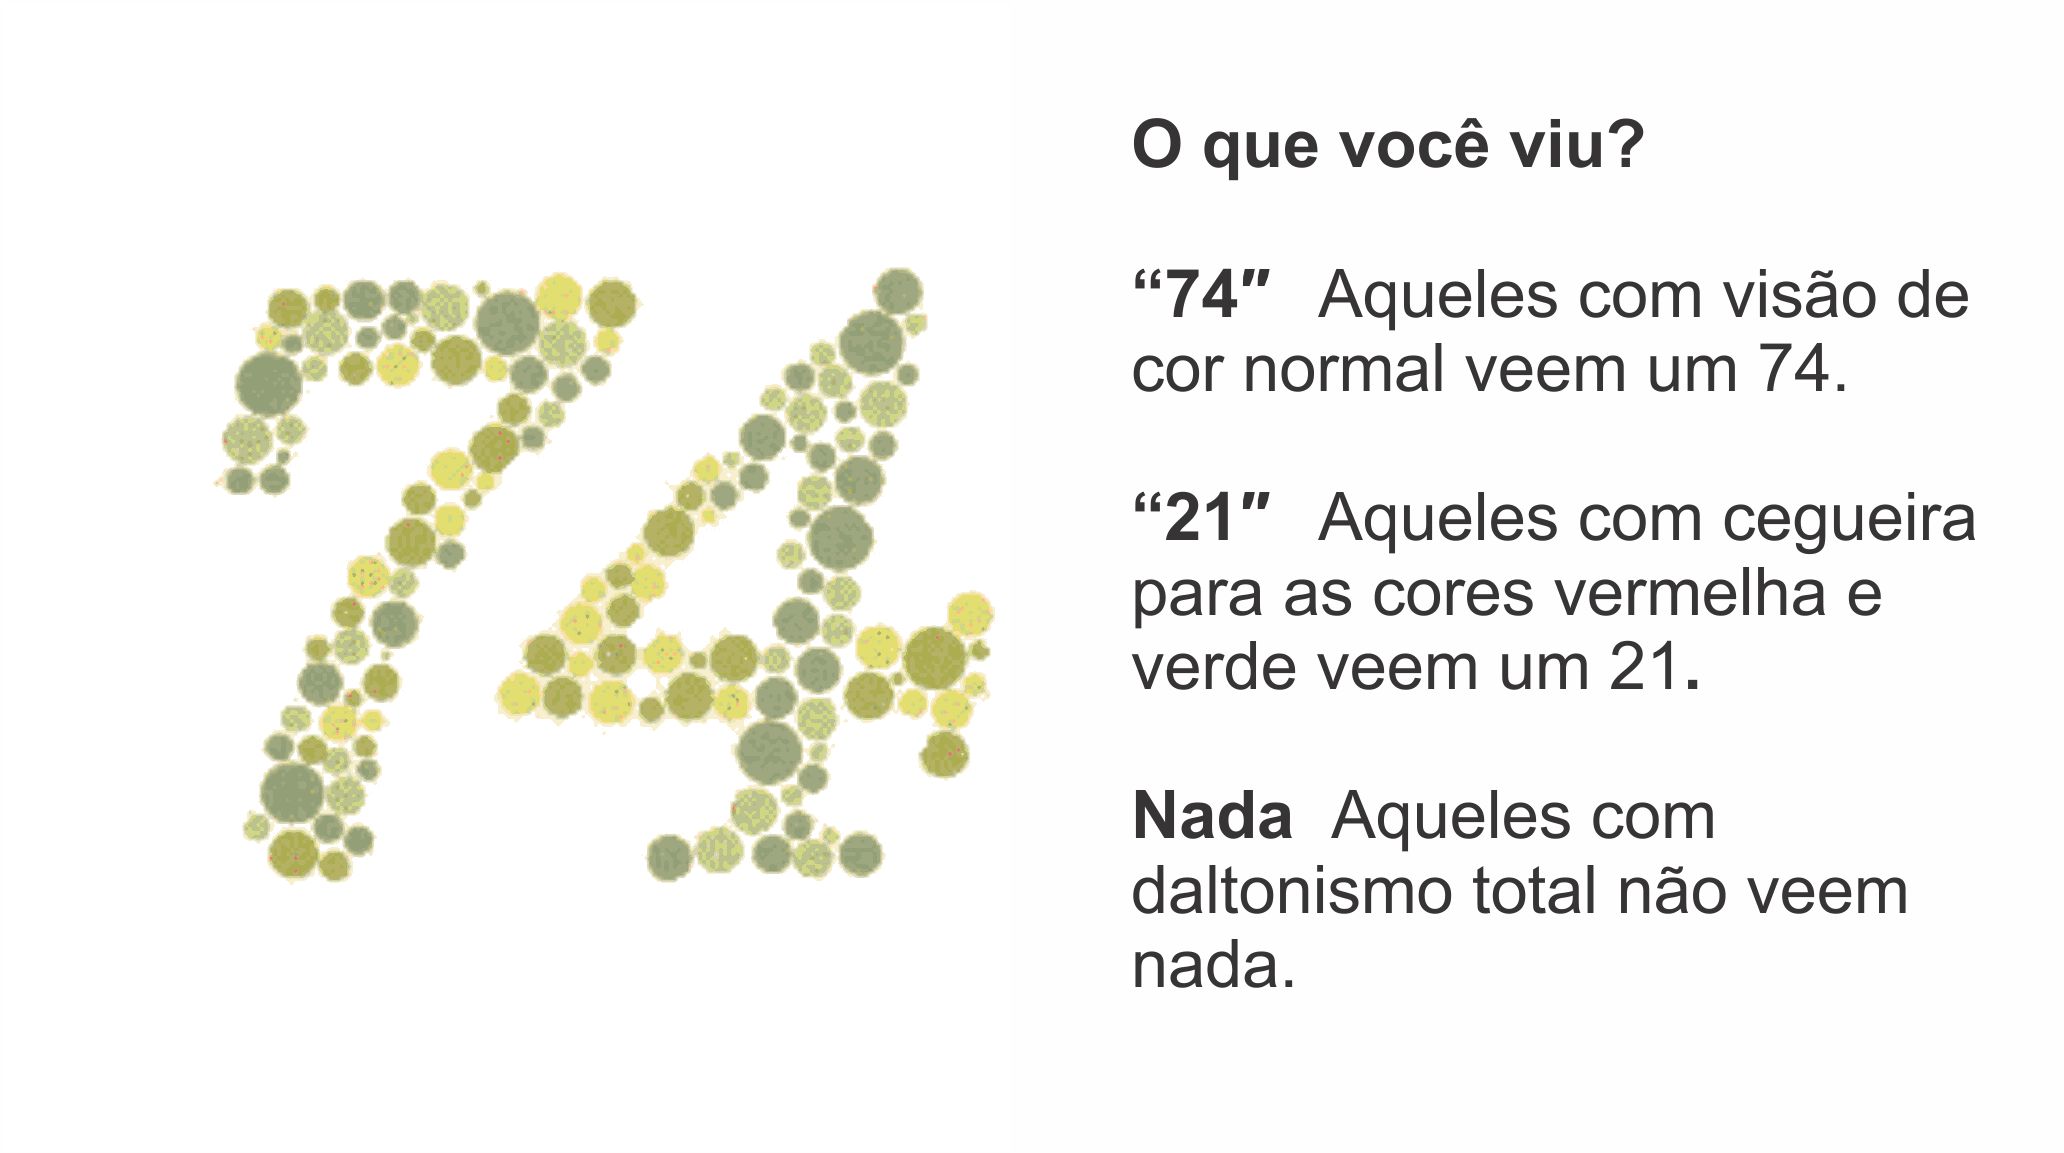 74
O que você viu?
“74″ Aqueles com visão de
cor normal veem um 74.
“21″ Aqueles com cegueira
para as cores vermelha e
verde veem um 21.
Nada Aqueles com
daltonismo total não veem
nada.